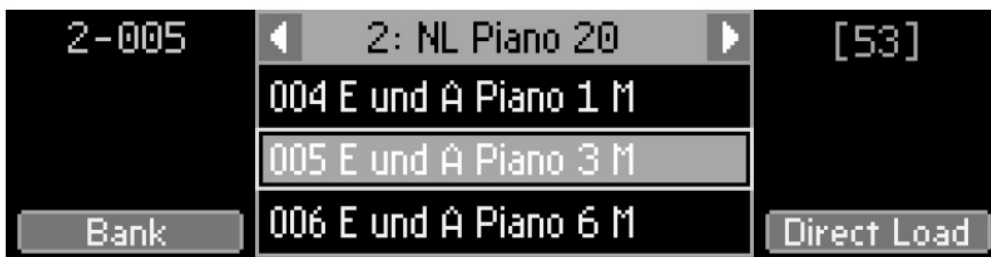 2-005
2: NL Piano 20
[53]
004 E und A Piano 1 M
005 E und A Piano 3 M
006 E und A Piano 6 M
Bank
Direct Load